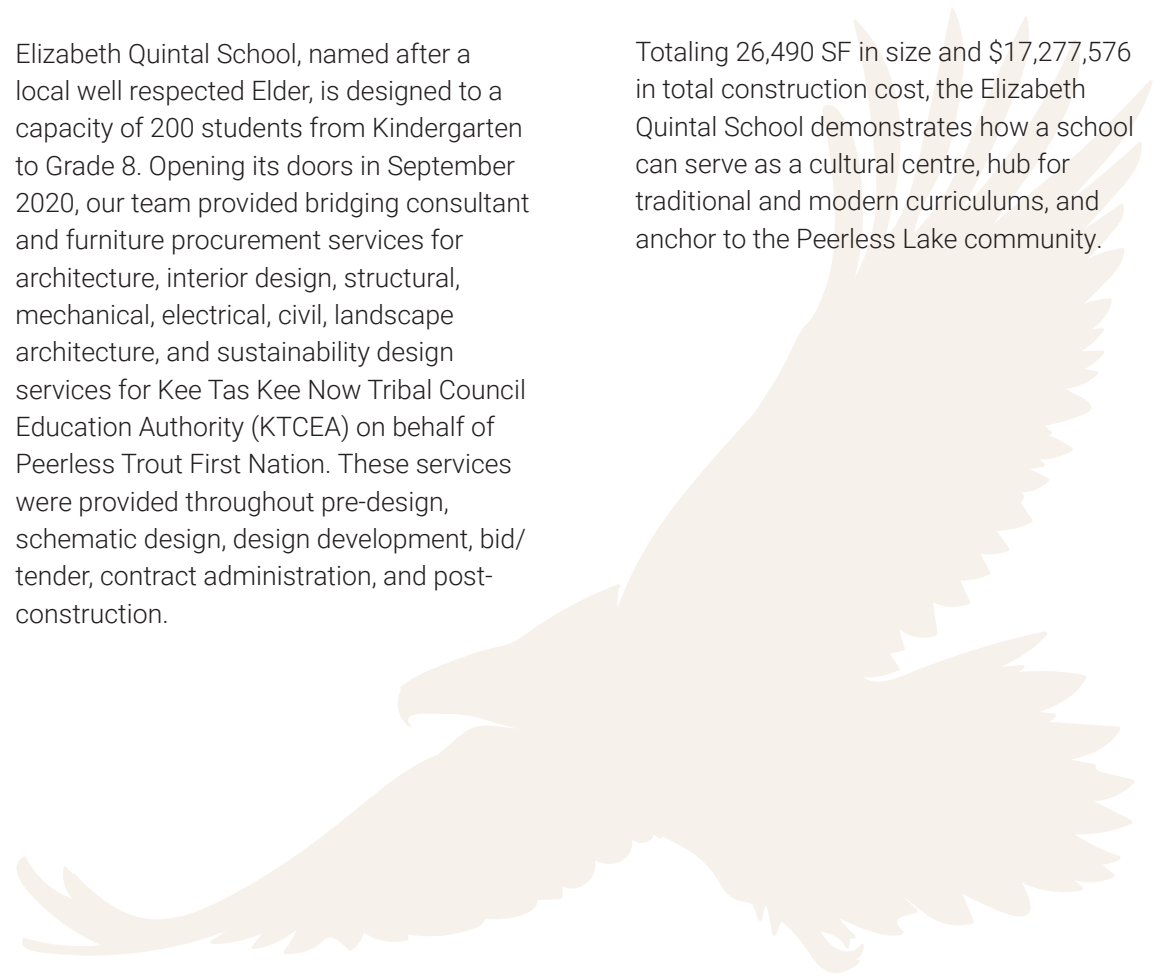 Elizabeth Quintal School, named after a
local well respected Elder, is designed to a
capacity of 200 students from Kindergarten
to Grade 8. Opening its doors in September
2020, our team provided bridging consultant
and furniture procurement services for
architecture, interior design, structural,
mechanical, electrical, civil, landscape
architecture, and sustainability design
services for Kee Tas Kee Now Tribal Council
Education Authority (KTCEA) on behalf of
Peerless Trout First Nation. These services
were provided throughout pre-design,
schematic design, design development, bid/
tender, contract administration, and post-
construction.
Totaling 26,490 SF in size and $17,277,576
in total construction cost, the Elizabeth
Quintal School demonstrates how a school
can serve as a cultural centre, hub for
traditional and modern curriculums, and
anchor to the Peerless Lake community.